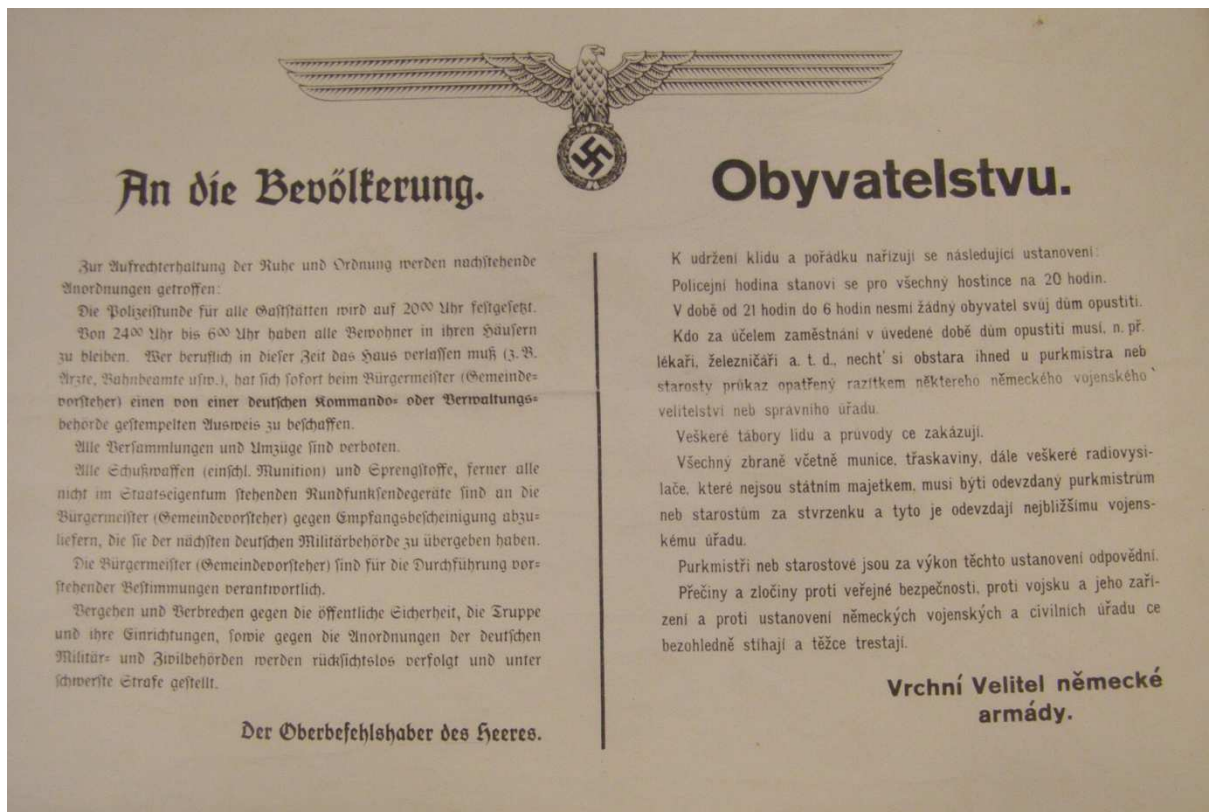 An die Bevölkerung.
Zur Aufrechterhaltung der Ruhe und Ordnung werden nachstehende
Anordnungen getroffen:
Die Polizeistunde für alle Gaststätten wird auf 20⁰⁰ Uhr festgesetzt.
Von 24⁰⁰ Uhr bis 6⁰⁰ Uhr haben alle Bewohner in ihren Häusern
zu bleiben. Wer beruflich in dieser Zeit das Haus verlassen muß (z. B.
Ärzte, Bahnbeamte usw.), hat sich sofort beim Bürgermeister (Gemeinde-
vorsteher) einen von einer deutschen Kommando- oder Verwaltungs-
behörde gestempelten Ausweis zu beschaffen.
Alle Versammlungen und Umzüge sind verboten.
Alle Schußwaffen (einschl. Munition) und Sprengstoffe, ferner alle
nicht im Staatseigentum stehenden Rundfunksendegeräte sind an die
Bürgermeister (Gemeindevorsteher) gegen Empfangsbescheinigung abzu-
liefern, die sie der nächsten deutschen Militärbehörde zu übergeben haben.
Die Bürgermeister (Gemeindevorsteher) sind für die Durchführung vor-
stehender Bestimmungen verantwortlich.
Vergehen und Verbrechen gegen die öffentliche Sicherheit, die Truppe
und ihre Einrichtungen, sowie gegen die Anordnungen der deutschen
Militär- und Zivilbehörden werden rücksichtslos verfolgt und unter
schwerste Strafe gestellt.
Der Oberbefehlshaber des Heeres.
Obyvatelstvu.
K udržení klidu a pořádku nařizují se následující ustanovení:
Policejní hodina stanoví se pro všechny hostince na 20 hodin.
V době od 21 hodin do 6 hodin nesmí žádný obyvatel svůj dům opustiti.
Kdo za účelem zaměstnání v úvedené době dům opustiti musí, n. př.
lékaři, železničáři a. t. d., nechť si obstara ihned u purkmistra neb
starosty průkaz opatřený razítkem některeho německého vojenského
velitelství neb správního úřadu.
Veškeré tábory lidu a průvody ce zakázují.
Všechny zbraně včetně munice, třaskaviny, dále veškeré radiovysi-
lače, které nejsou státním majetkem, musí býti odevzdaný purkmistrům
neb starostům za stvrzenku a tyto je odevzdají nejbližšímu vojens-
kému úřadu.
Purkmistři neb starostové jsou za výkon těchto ustanovení odpovědní.
Přečiny a zločiny proti veřejné bezpečnosti, proti vojsku a jeho zaří-
zení a proti ustanovení německých vojenských a civilních úřadu ce
bezohledně stíhají a těžce trestají.
Vrchní Velitel německé
armády.